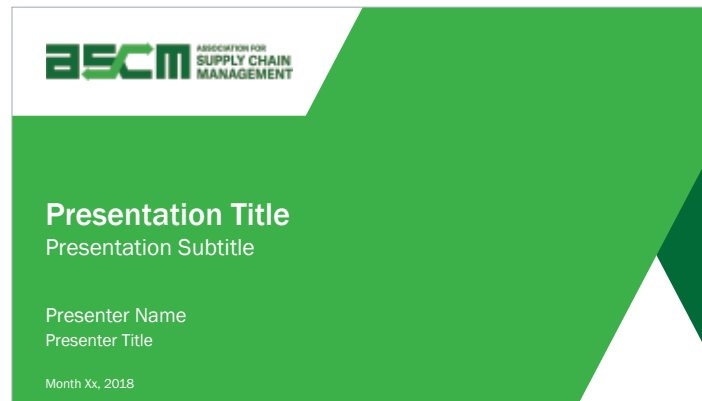 ascm
ASSOCIATION FOR
SUPPLY CHAIN
MANAGEMENT
Presentation Title
Presentation Subtitle
Presenter Name
Presenter Title
Month Xx, 2018